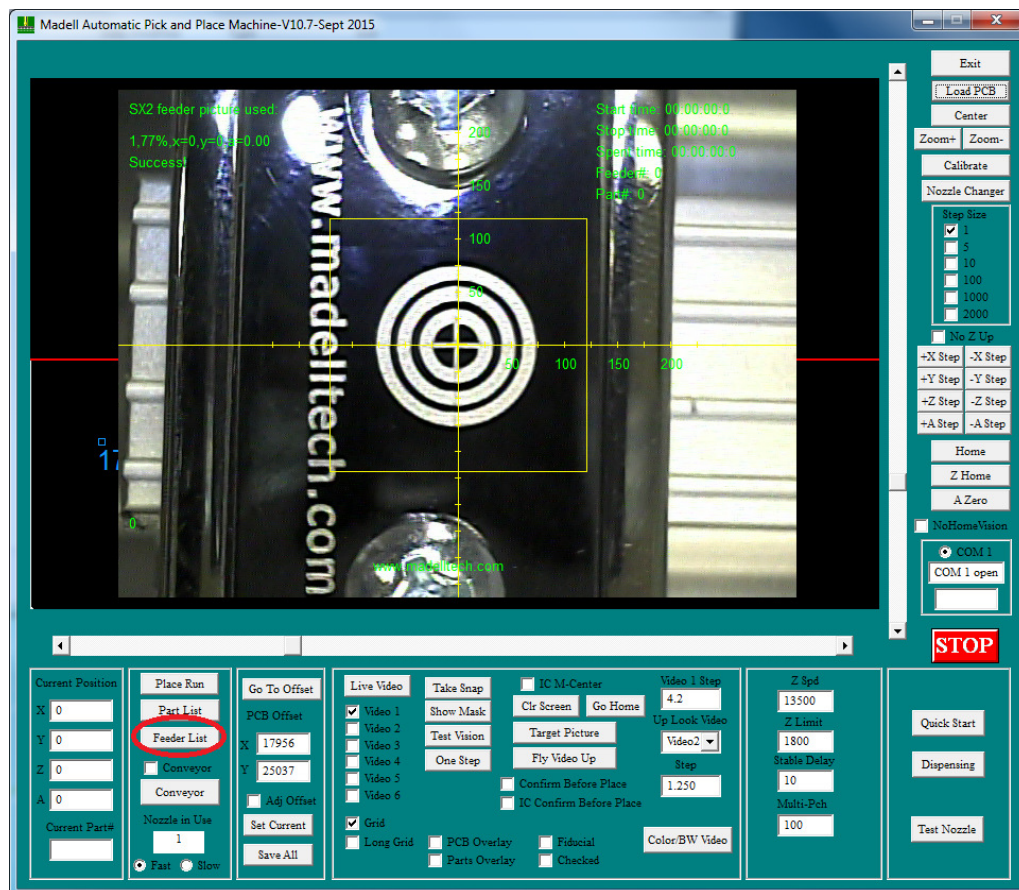 Madell Automatic Pick and Place Machine-V10.7-Sept 2015
SX2 feeder picture used:
1,77%,x=0,y=0,a=0.00
Success!
Start time: 00:00:00:0
Stop time: 00:00:00:0
Spent time: 00:00:00:0
Feeder#: 0
Part#: 0
200
150
100
50
50 100 150 200
www.madelltech.com
17
0
www.madelltech.com
Exit
Load PCB
Center
Zoom+ Zoom-
Calibrate
Nozzle Changer
Step Size
1
5
10
100
1000
2000
No Z Up
+X Step -X Step
+Y Step -Y Step
+Z Step -Z Step
+A Step -A Step
Home
Z Home
A Zero
NoHomeVision
COM 1
COM 1 open
STOP
Current Position
X 0
Y 0
Z 0
A 0
Current Part#
Place Run
Part List
Feeder List
Conveyor
Conveyor
Nozzle in Use
1
Fast Slow
Go To Offset
PCB Offset
X 17956
Y 25037
Adj Offset
Set Current
Save All
Live Video
Video 1
Video 2
Video 3
Video 4
Video 5
Video 6
Grid
Long Grid
Take Snap
Show Mask
Test Vision
One Step
PCB Overlay
Parts Overlay
IC M-Center
Clr Screen Go Home
Target Picture
Fly Video Up
Confirm Before Place
IC Confirm Before Place
Fiducial
Checked
Video 1 Step
4.2
Up Look Video
Video2
Step
1.250
Color/BW Video
Z Spd
13500
Z Limit
1800
Stable Delay
10
Multi-Pch
100
Quick Start
Dispensing
Test Nozzle